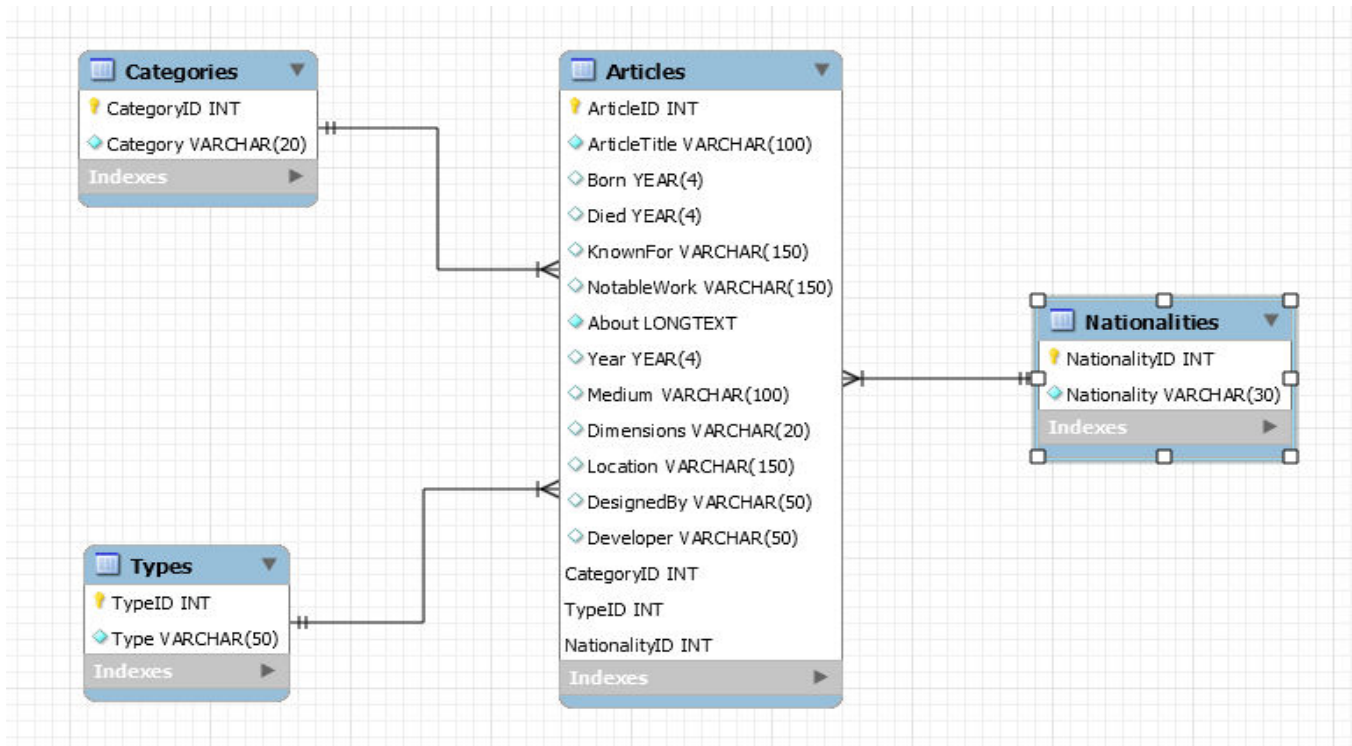 Categories
CategoryID INT
Category VARCHAR(20)
Indexes
Articles
ArticleID INT
ArticleTitle VARCHAR(100)
Born YEAR(4)
Died YEAR(4)
KnownFor VARCHAR(150)
NotableWork VARCHAR(150)
About LONGTEXT
Year YEAR(4)
Medium VARCHAR(100)
Dimensions VARCHAR(20)
Location VARCHAR(150)
DesignedBy VARCHAR(50)
Developer VARCHAR(50)
CategoryID INT
TypeID INT
NationalityID INT
Indexes
Nationalities
NationalityID INT
Nationality VARCHAR(30)
Indexes
Types
TypeID INT
Type VARCHAR(50)
Indexes